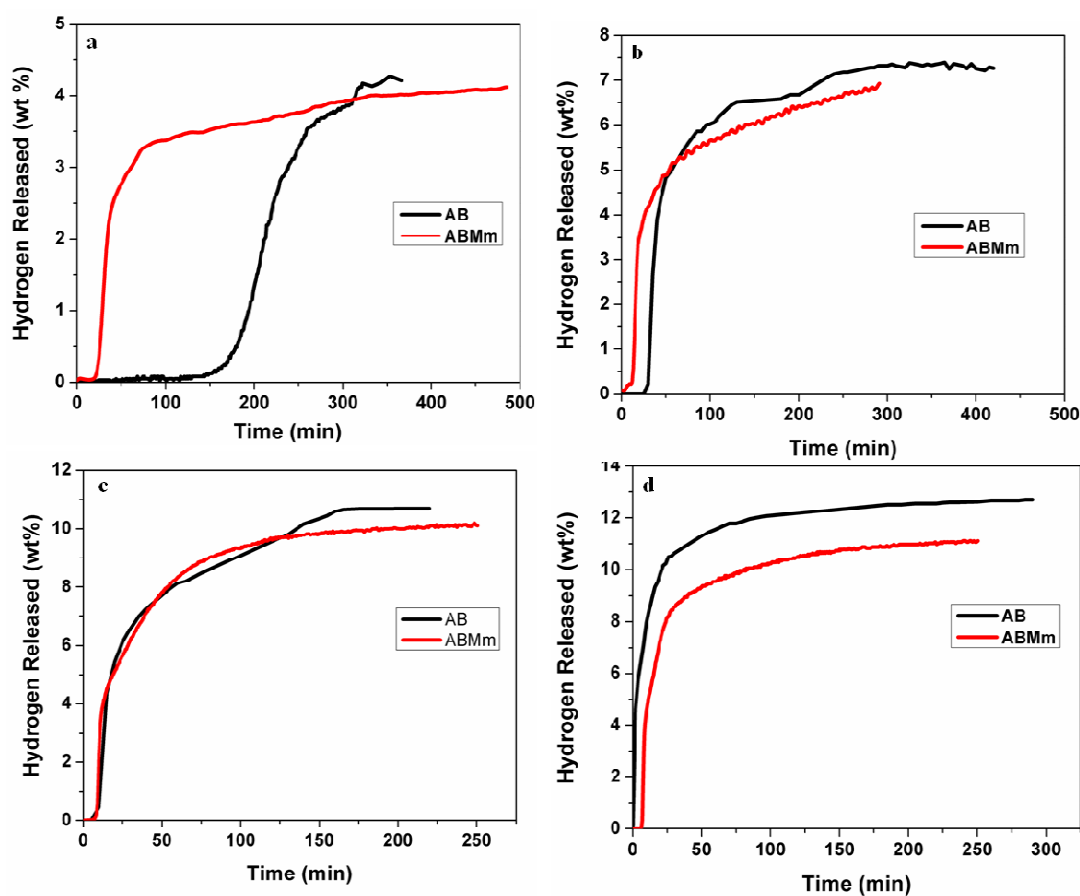 a
5
4
3
2
1
0
Hydrogen Released (wt %)
AB
ABMm
0 100 200 300 400 500
Time (min)
b
8
7
6
5
4
3
2
1
0
Hydrogen Released (wt%)
AB
ABMm
0 100 200 300 400 500
Time (min)
c
12
10
8
6
4
2
0
Hydrogen Released (wt%)
AB
ABMm
0 50 100 150 200 250
Time (min)
d
14
12
10
8
6
4
2
0
Hydrogen Released (wt%)
AB
ABMm
0 50 100 150 200 250 300
Time (min)